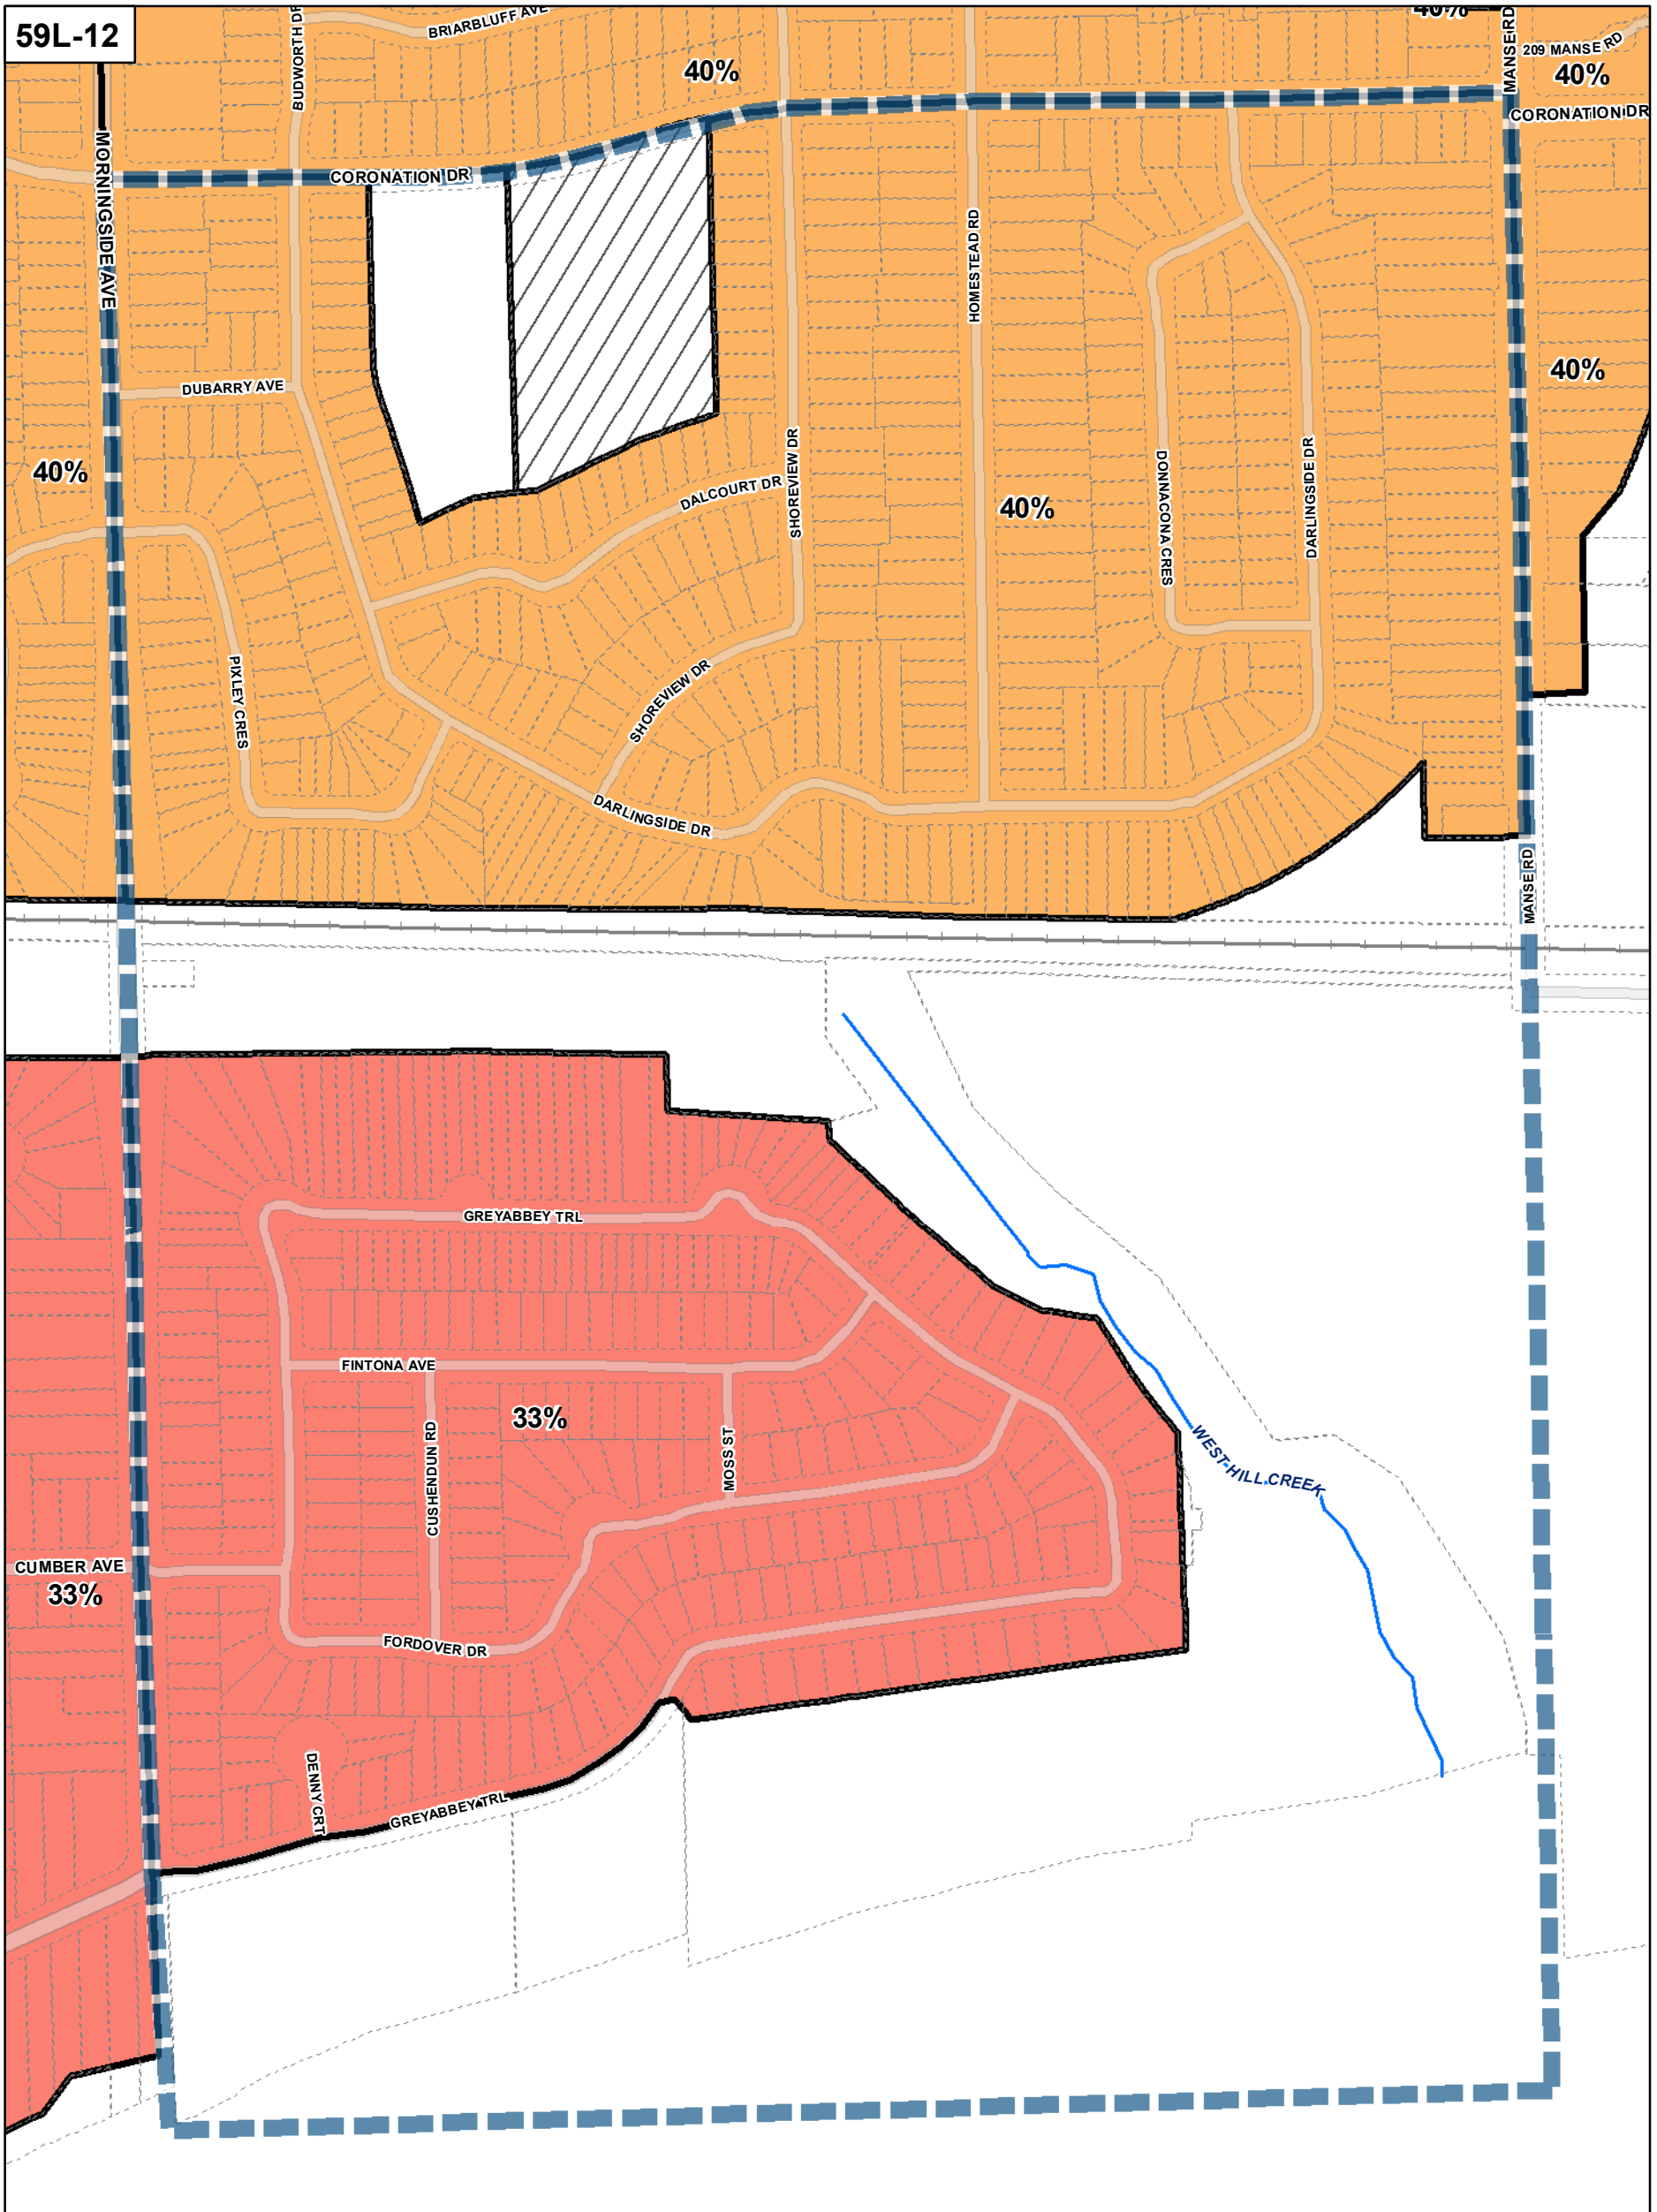 59L-12
BUDWORTH DR
BRIARBLUFF AVE
40%
40%
MANSE RD
209 MANSE RD
40%
CORONATION DR
MORNINGSIDE AVE
CORONATION DR
HOMESTEAD RD
DUBARRY AVE
40%
40%
SHOREVIEW DR
DALCOURT DR
40%
DONNACONA CRES
DARLINGSIDE DR
PIXLEY CRES
SHOREVIEW DR
DARLINGSIDE DR
MANSE RD
GREYABBEY TRL
FINTONA AVE
33%
CUSHENDUN RD
MOSS ST
WEST HILL CREEK
CUMBER AVE
33%
FORDOVER DR
DENNY CRT
GREYABBEY TRL